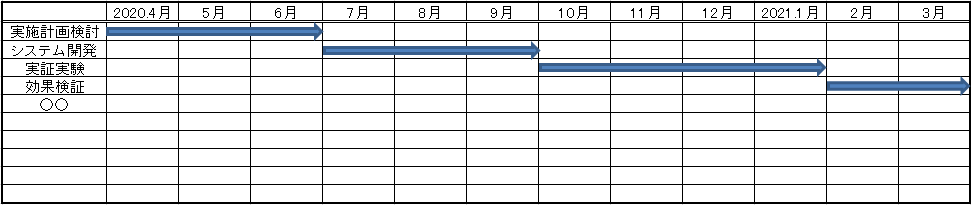 2020.4月 5月 6月 7月 8月 9月 10月 11月 12月 2021.1月 2月 3月
実施計画検討
システム開発
実証実験
効果検証
○○